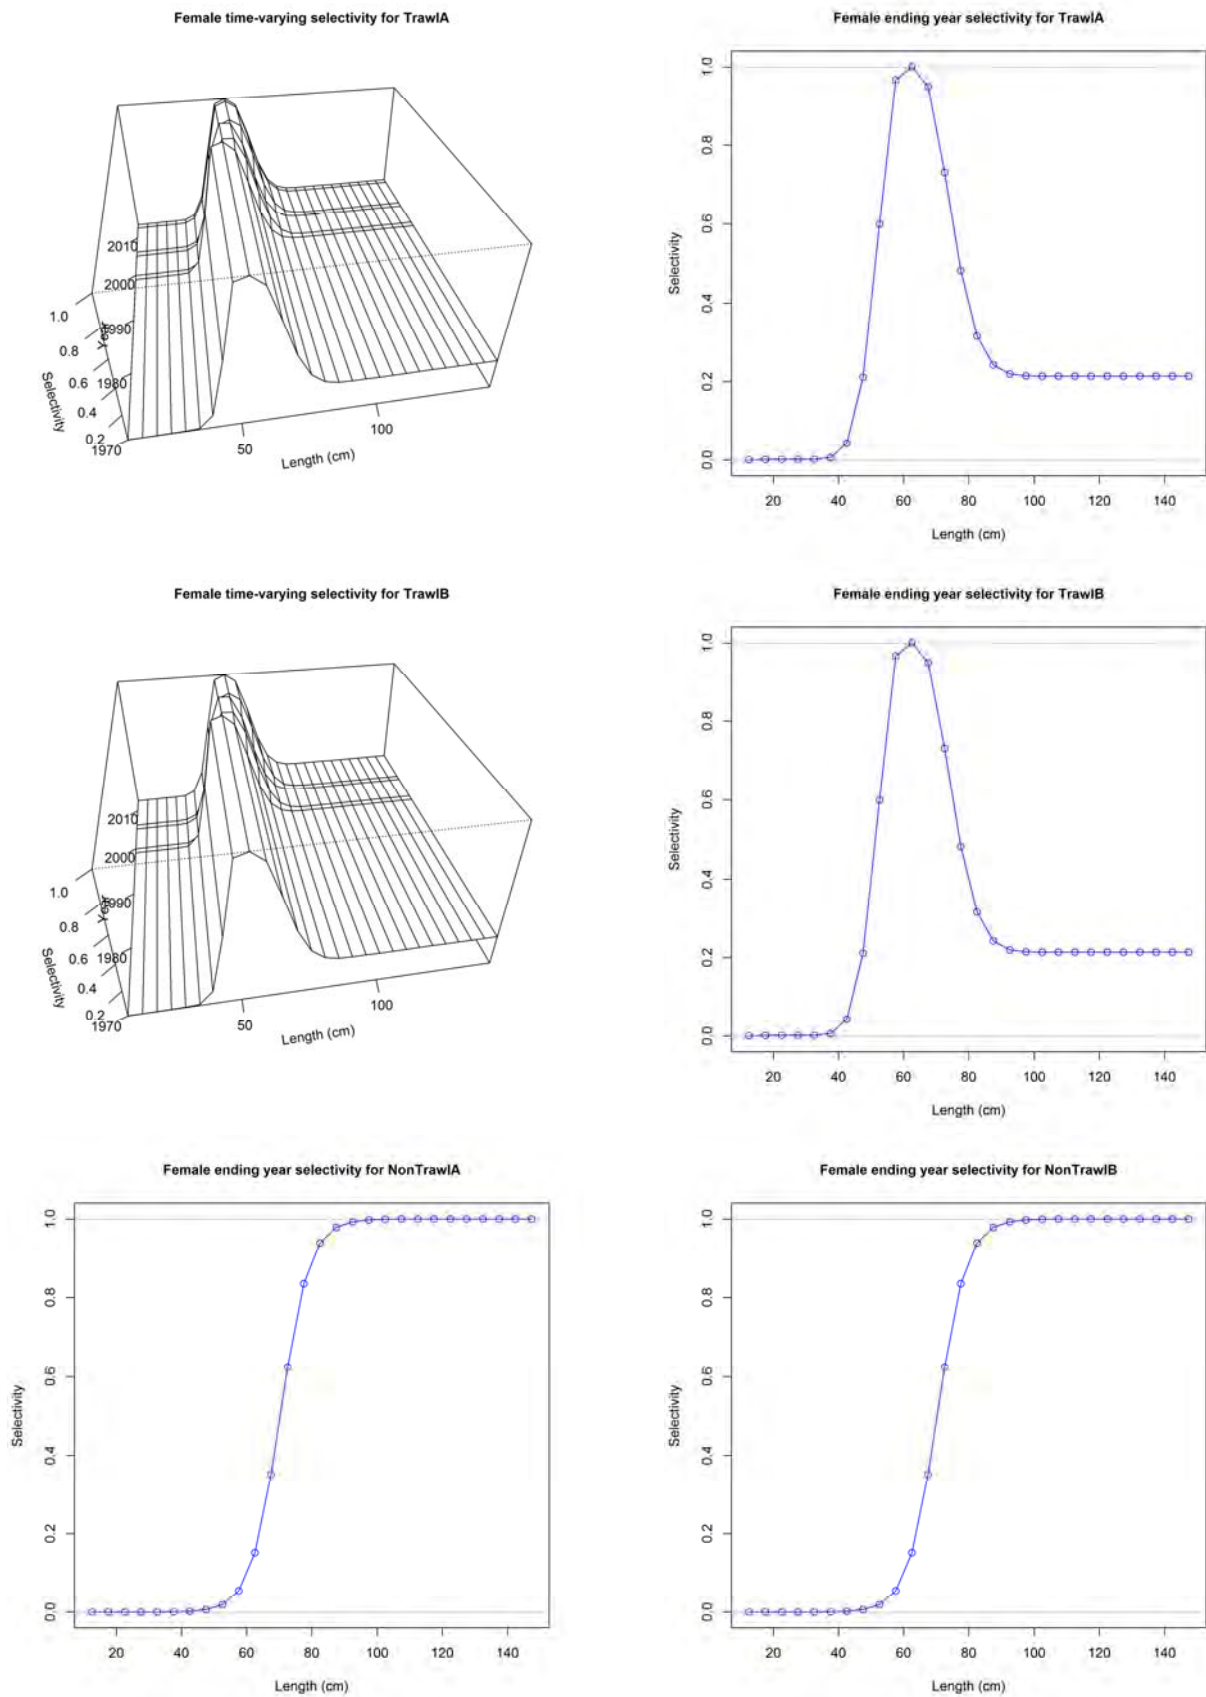 Female time-varying selectivity for TrawlA
2010
2000
1990
1980
1970
1.0
0.8
0.6
0.4
0.2
Year
Selectivity
50
100
Length (cm)
Female ending year selectivity for TrawlA
1.0
0.8
0.6
0.4
0.2
0.0
Selectivity
20 40 60 80 100 120 140
Length (cm)
Female time-varying selectivity for TrawlB
2010
2000
1990
1980
1970
1.0
0.8
0.6
0.4
0.2
Year
Selectivity
50
100
Length (cm)
Female ending year selectivity for TrawlB
1.0
0.8
0.6
0.4
0.2
0.0
Selectivity
20 40 60 80 100 120 140
Length (cm)
Female ending year selectivity for NonTrawlA
1.0
0.8
0.6
0.4
0.2
0.0
Selectivity
20 40 60 80 100 120 140
Length (cm)
Female ending year selectivity for NonTrawlB
1.0
0.8
0.6
0.4
0.2
0.0
Selectivity
20 40 60 80 100 120 140
Length (cm)